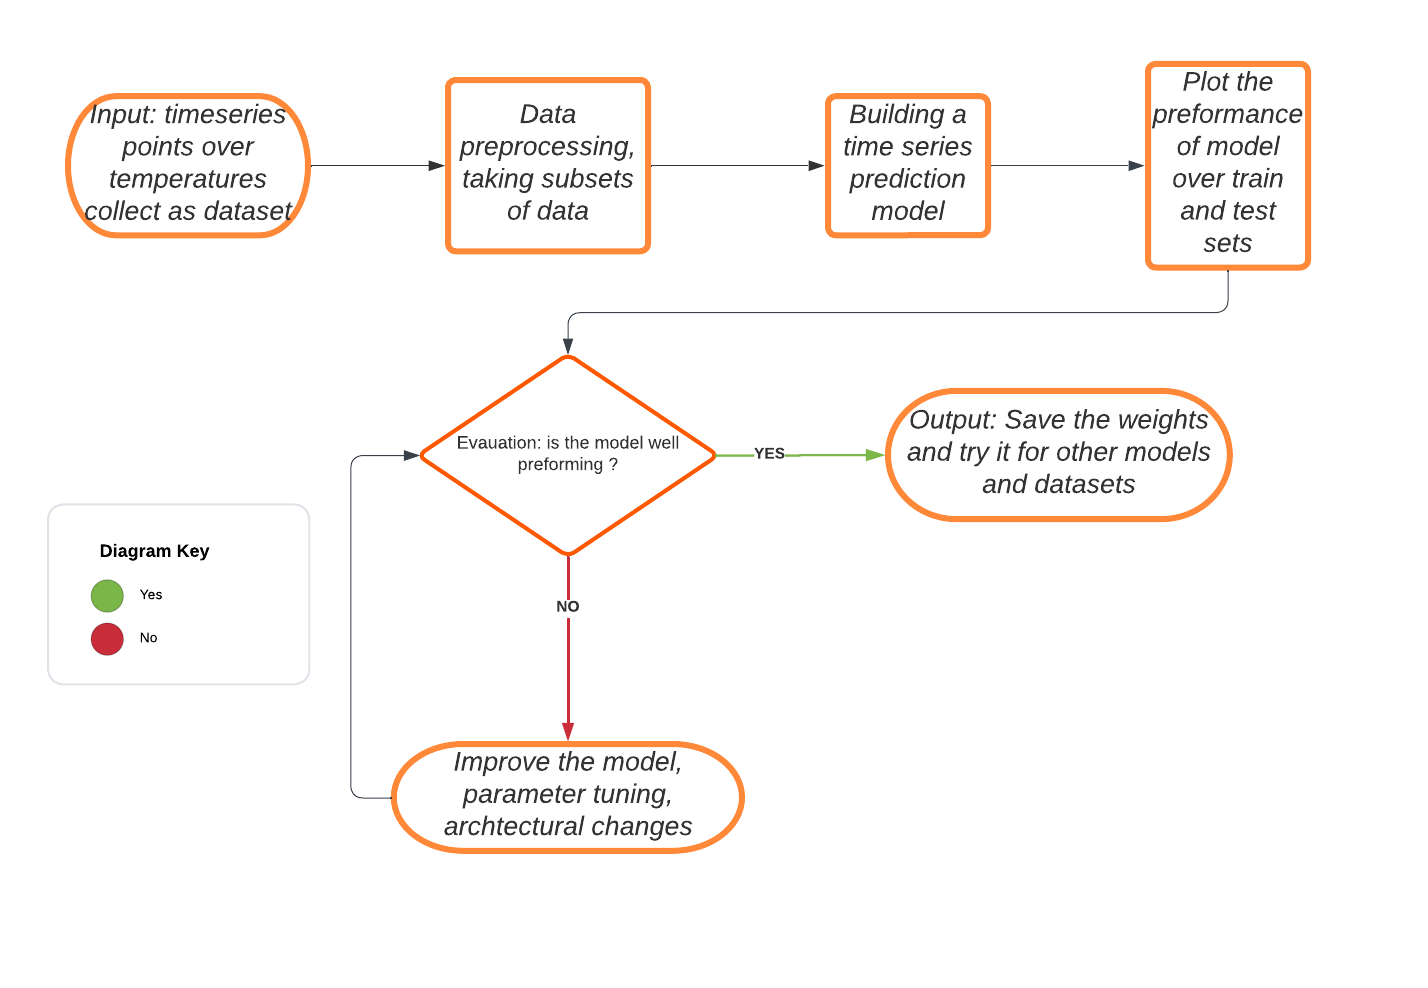 Input: timeseries
points over
temperatures
collect as dataset
Data
preprocessing,
taking subsets
of data
Building a
time series
prediction
model
Plot the
preformance
of model
over train
and test
sets
Evauation: is the model well
preforming ?
YES
Output: Save the weights
and try it for other models
and datasets
Diagram Key
Yes
No
NO
Improve the model,
parameter tuning,
archtectural changes